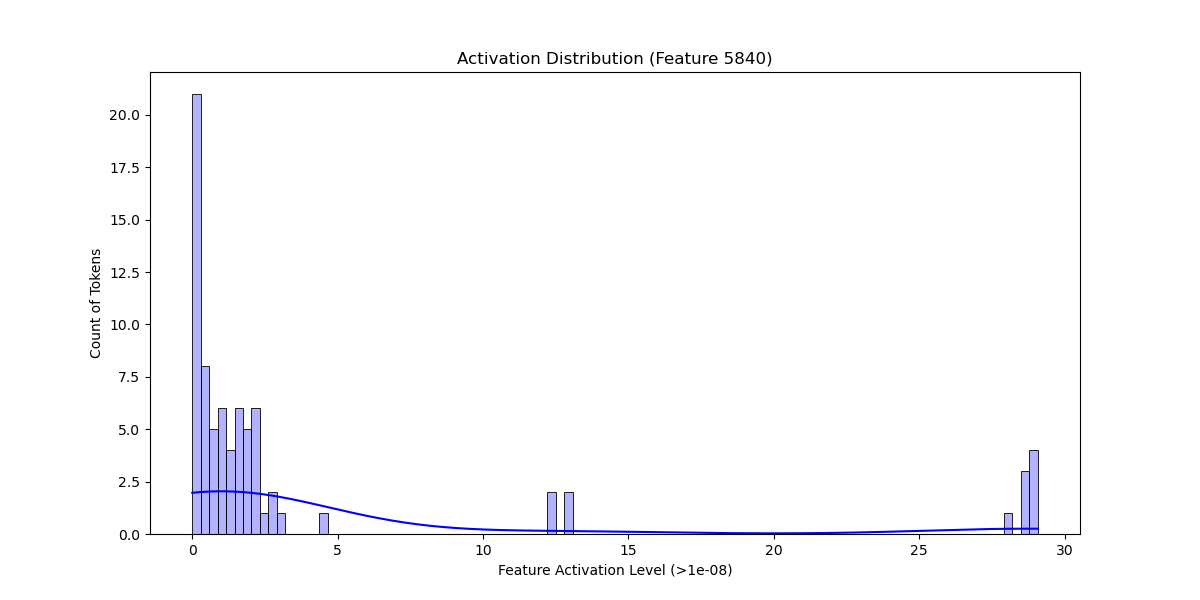 Activation Distribution (Feature 5840)
Count of Tokens
20.0
17.5
15.0
12.5
10.0
7.5
5.0
2.5
0.0
0 5 10 15 20 25 30
Feature Activation Level (>1e-08)